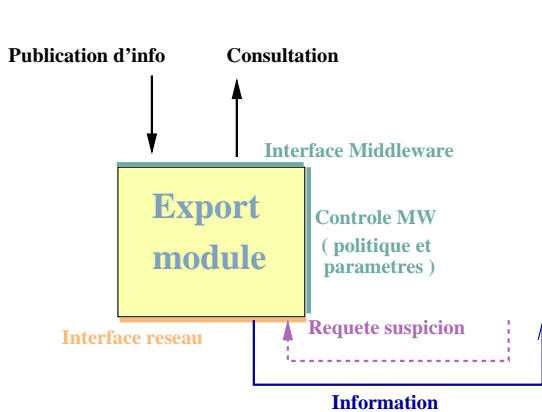 Publication d'info
Consultation
Interface Middleware
Export
module
Controle MW
( politique et
parametres )
Interface reseau
Requete suspicion
Information